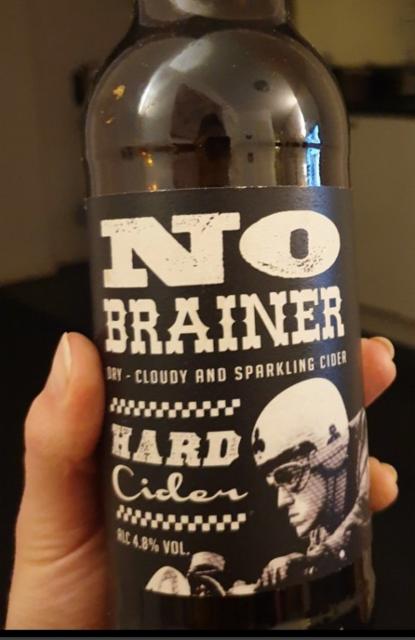 NO
BRAINER
DRY - CLOUDY AND SPARKLING CIDER
HARD
Cider
ALC 4.8% VOL.